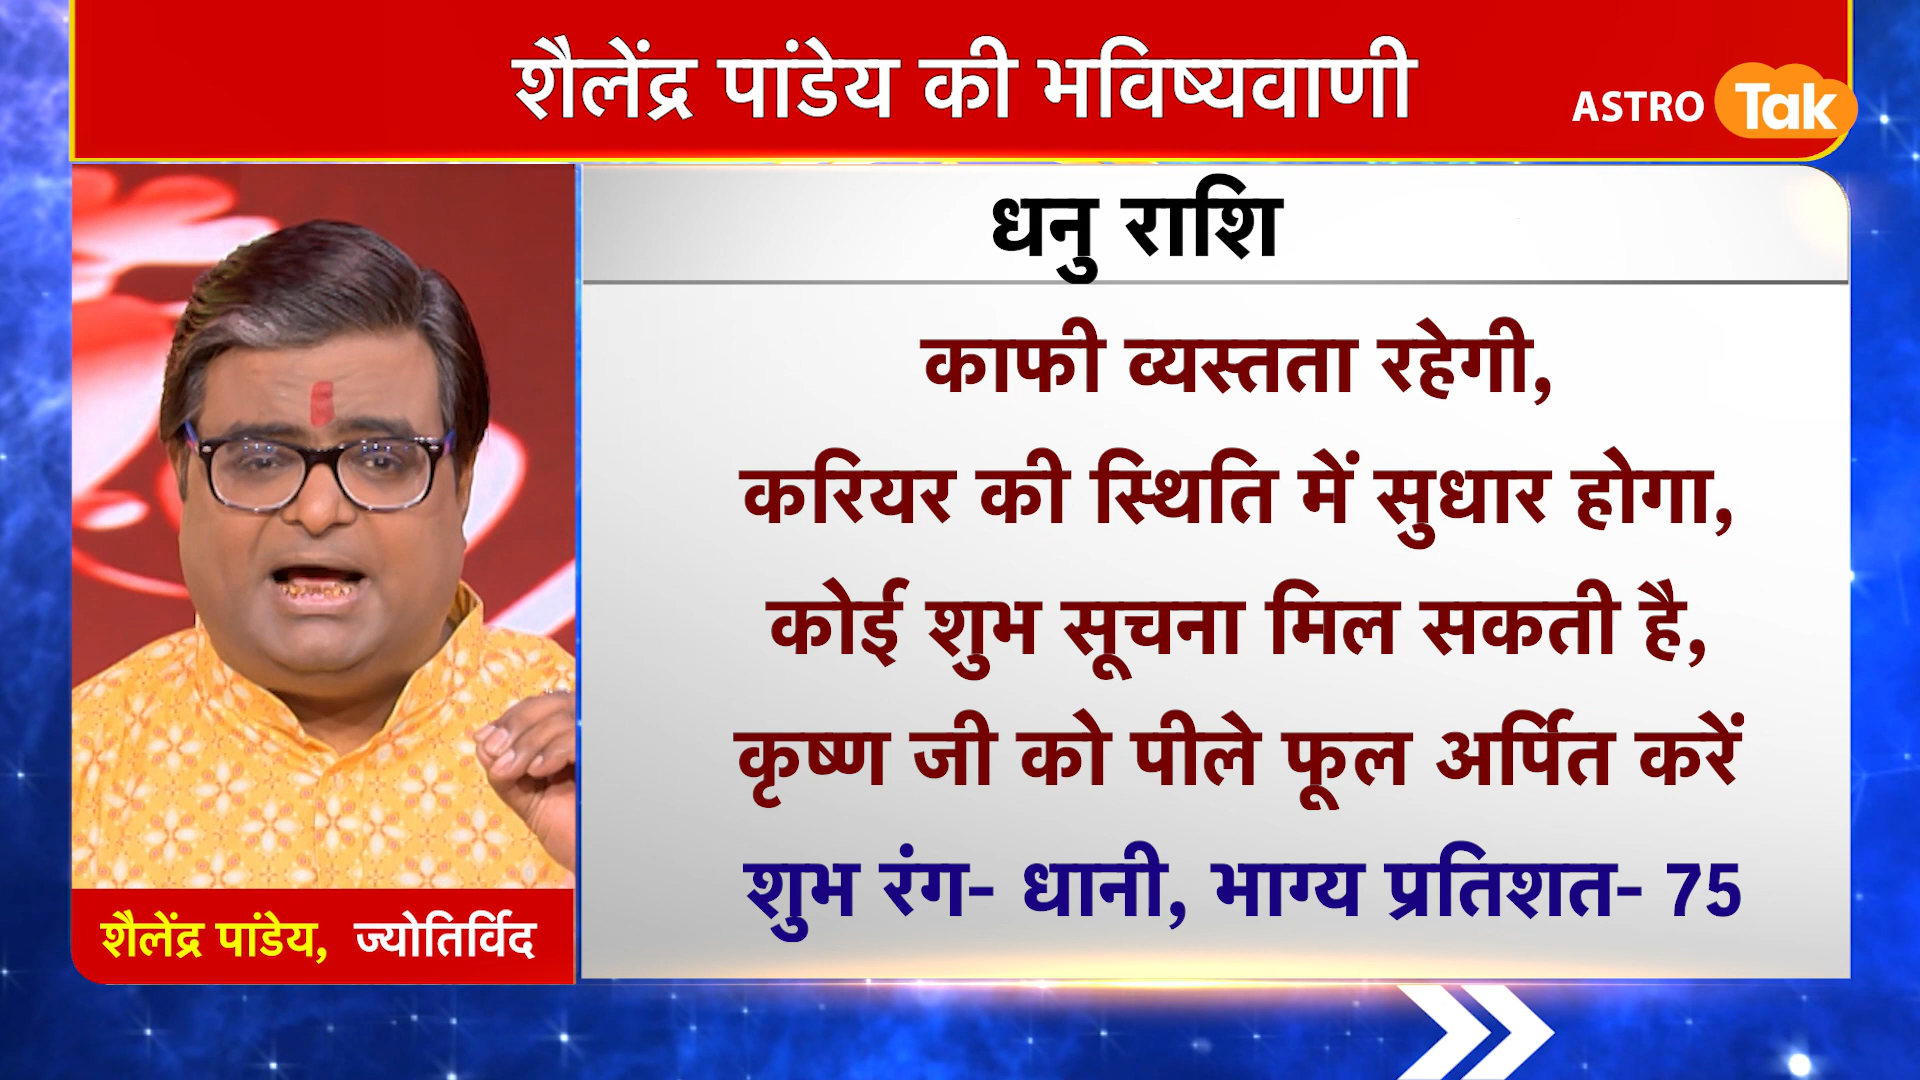 शैलेंद्र पांडेय की भविष्यवाणी
ASTRO Tak
धनु राशि
काफी व्यस्तता रहेगी,
करियर की स्थिति में सुधार होगा,
कोई शुभ सूचना मिल सकती है,
कृष्ण जी को पीले फूल अर्पित करें
शुभ रंग- धानी, भाग्य प्रतिशत- 75
शैलेंद्र पांडेय, ज्योतिर्विद